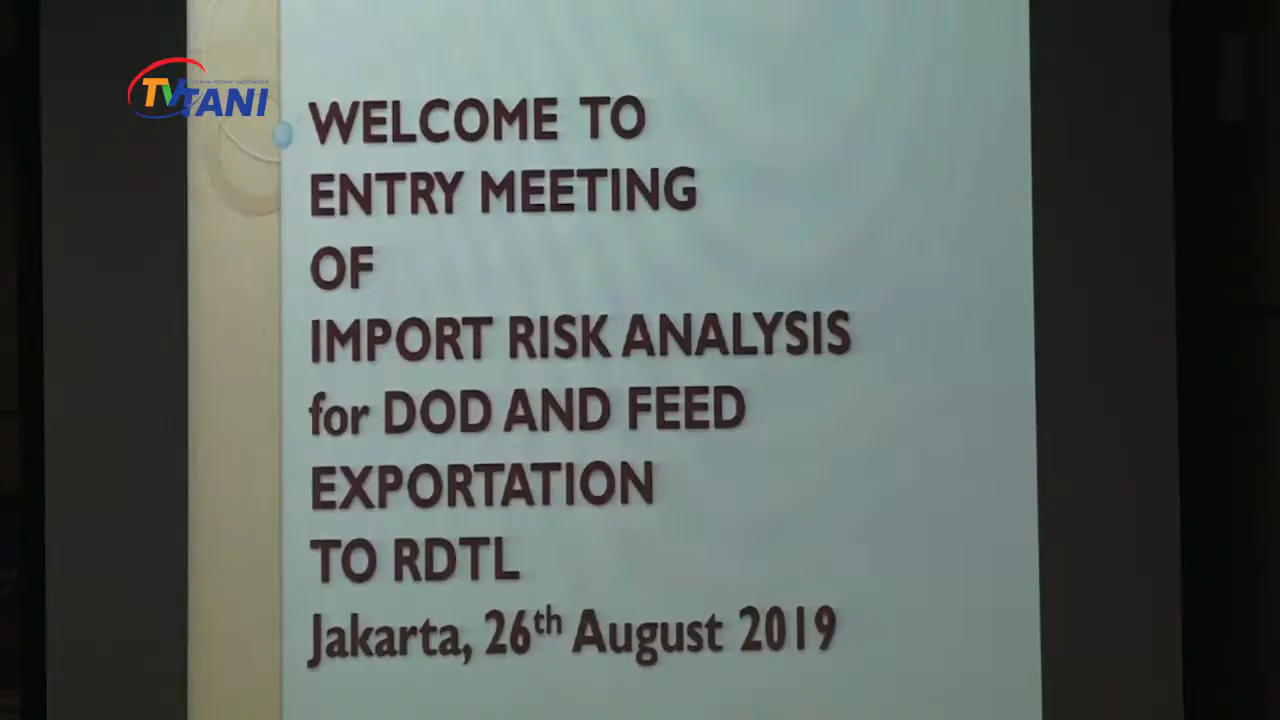 TVTANI
WELCOME TO
ENTRY MEETING
OF
IMPORT RISK ANALYSIS
for DOD AND FEED
EXPORTATION
TO RDTL
Jakarta, 26th August 2019